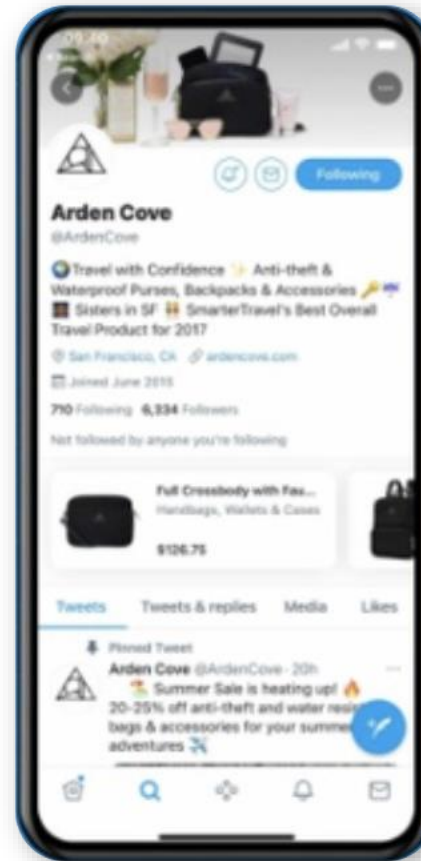 09:40
Following
Arden Cove
@ArdenCove
🌍Travel with Confidence ✨ Anti-theft &
Waterproof Purses, Backpacks & Accessories 🔑☔
🌉 Sisters in SF 👯 SmarterTravel's Best Overall
Travel Product for 2017
San Francisco, CA ardencove.com
Joined June 2015
710 Following 6,334 Followers
Not followed by anyone you're following
Full Crossbody with Fau...
Handbags, Wallets & Cases
$126.75
Tweets Tweets & replies Media Likes
Pinned Tweet
Arden Cove @ArdenCove · 20h
⛱️ Summer Sale is heating up! 🔥
20-25% off anti-theft and water resis
bags & accessories for your summe
adventures ✈️